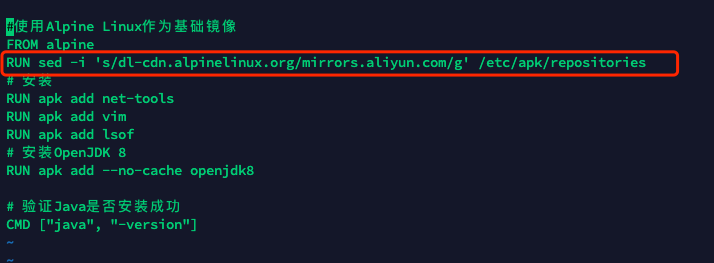 #使用Alpine Linux作为基础镜像
FROM alpine
RUN sed -i 's/dl-cdn.alpinelinux.org/mirrors.aliyun.com/g' /etc/apk/repositories
# 安装
RUN apk add net-tools
RUN apk add vim
RUN apk add lsof
# 安装OpenJDK 8
RUN apk add --no-cache openjdk8
# 验证Java是否安装成功
CMD ["java", "-version"]
~
~